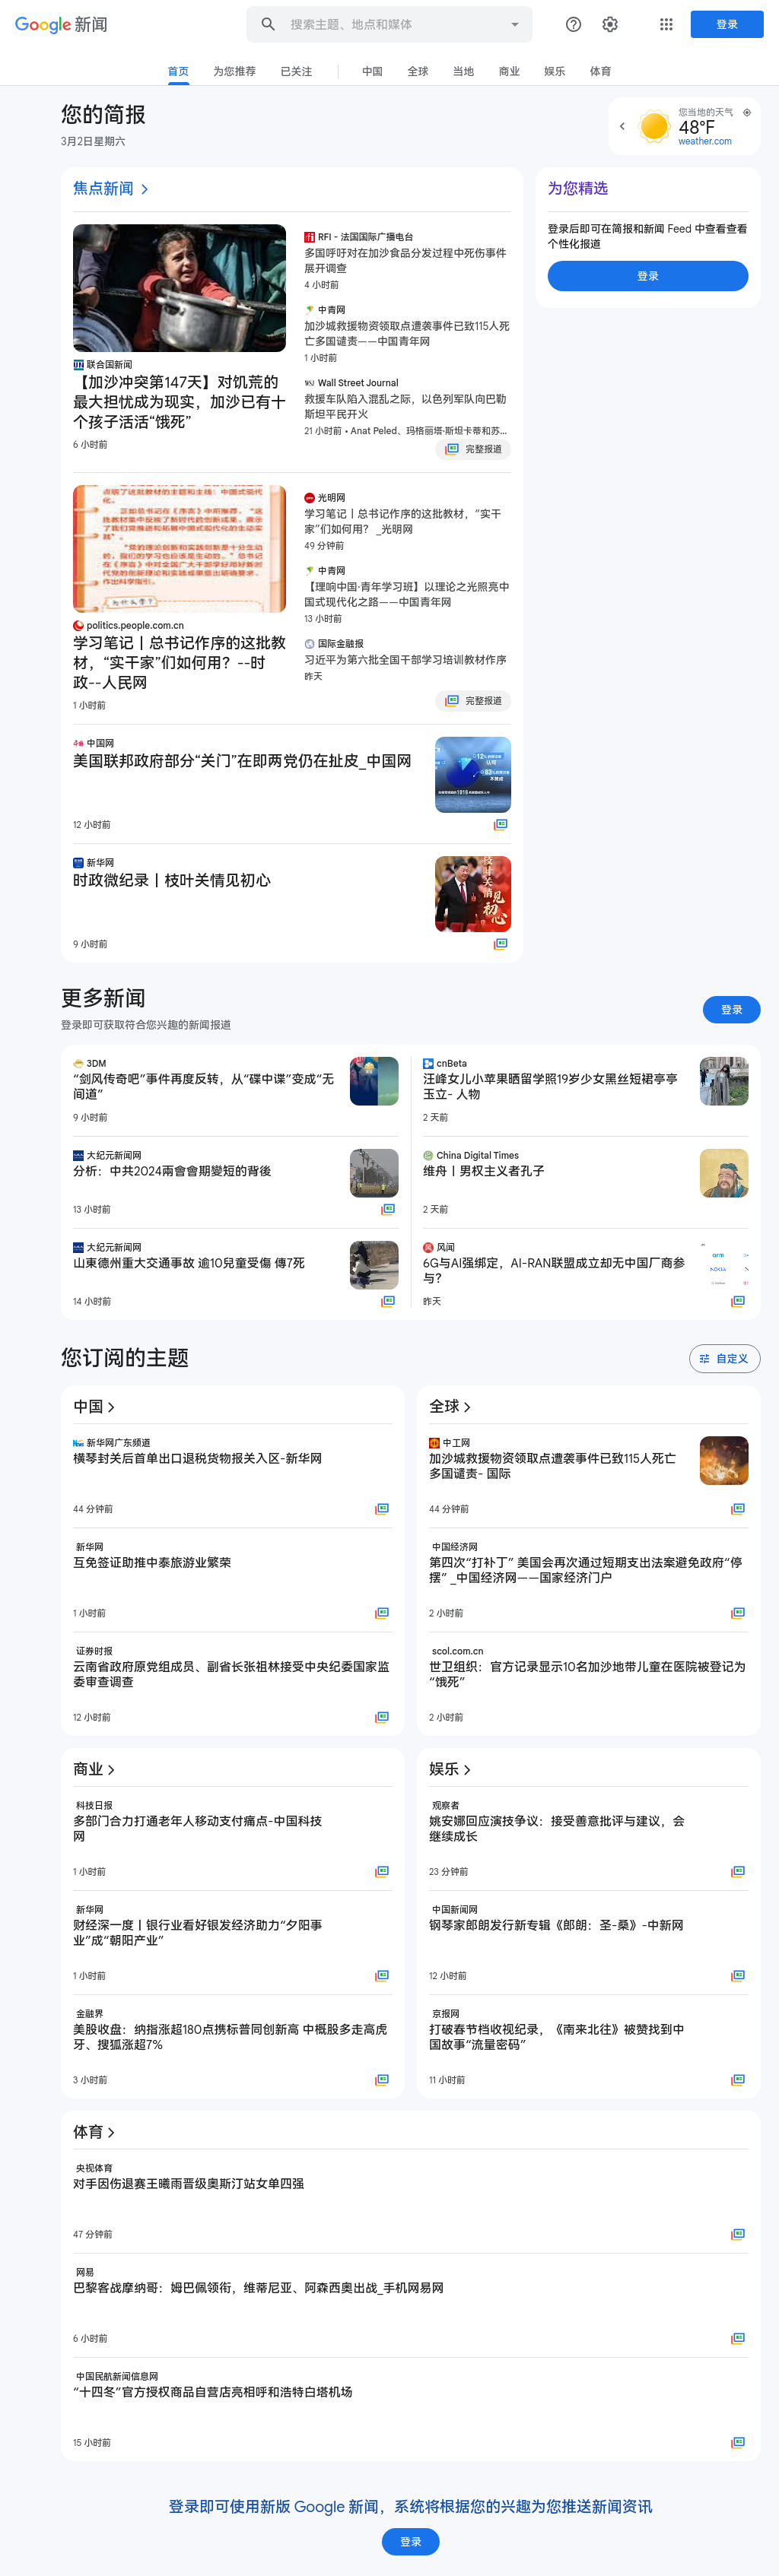 Google 新闻
搜索主题、地点和媒体
登录
首页
为您推荐
已关注
中国
全球
当地
商业
娱乐
体育
您的简报
3月2日星期六
您当地的天气
48°F
weather.com
焦点新闻
联合国新闻
【加沙冲突第147天】对饥荒的
最大担忧成为现实，加沙已有十
个孩子活活“饿死”
6 小时前
RFI - 法国国际广播电台
多国呼吁对在加沙食品分发过程中死伤事件
展开调查
4 小时前
中青网
加沙城救援物资领取点遭袭事件已致115人死
亡多国谴责——中国青年网
1 小时前
Wall Street Journal
救援车队陷入混乱之际，以色列军队向巴勒
斯坦平民开火
21 小时前 • Anat Peled、玛格丽塔·斯坦卡蒂和苏...
完整报道
为您精选
登录后即可在简报和新闻 Feed 中查看查看
个性化报道
登录
politics.people.com.cn
学习笔记丨总书记作序的这批教
材，“实干家”们如何用？--时
政--人民网
1 小时前
光明网
学习笔记丨总书记作序的这批教材，“实干
家”们如何用？ _光明网
49 分钟前
中青网
【理响中国·青年学习班】以理论之光照亮中
国式现代化之路——中国青年网
13 小时前
国际金融报
习近平为第六批全国干部学习培训教材作序
昨天
完整报道
中国网
美国联邦政府部分“关门”在即两党仍在扯皮_中国网
12 小时前
新华网
时政微纪录丨枝叶关情见初心
9 小时前
更多新闻
登录即可获取符合您兴趣的新闻报道
登录
3DM
“剑风传奇吧”事件再度反转，从“碟中谍”变成“无
间道”
9 小时前
cnBeta
汪峰女儿小苹果晒留学照19岁少女黑丝短裙亭亭
玉立- 人物
2 天前
大纪元新闻网
分析：中共2024兩會會期變短的背後
13 小时前
China Digital Times
维舟丨男权主义者孔子
2 天前
大纪元新闻网
山東德州重大交通事故 逾10兒童受傷 傳7死
14 小时前
风闻
6G与AI强绑定，AI-RAN联盟成立却无中国厂商参
与？
昨天
您订阅的主题
自定义
中国
新华网广东频道
横琴封关后首单出口退税货物报关入区-新华网
44 分钟前
新华网
互免签证助推中泰旅游业繁荣
1 小时前
证券时报
云南省政府原党组成员、副省长张祖林接受中央纪委国家监
委审查调查
12 小时前
全球
中工网
加沙城救援物资领取点遭袭事件已致115人死亡
多国谴责- 国际
44 分钟前
中国经济网
第四次“打补丁” 美国会再次通过短期支出法案避免政府“停
摆” _中国经济网——国家经济门户
2 小时前
scol.com.cn
世卫组织：官方记录显示10名加沙地带儿童在医院被登记为
“饿死”
2 小时前
商业
科技日报
多部门合力打通老年人移动支付痛点-中国科技
网
1 小时前
新华网
财经深一度丨银行业看好银发经济助力“夕阳事
业”成“朝阳产业”
1 小时前
金融界
美股收盘：纳指涨超180点携标普同创新高 中概股多走高虎
牙、搜狐涨超7%
3 小时前
娱乐
观察者
姚安娜回应演技争议：接受善意批评与建议，会
继续成长
23 分钟前
中国新闻网
钢琴家郎朗发行新专辑《郎朗：圣-桑》-中新网
12 小时前
京报网
打破春节档收视纪录，《南来北往》被赞找到中
国故事“流量密码”
11 小时前
体育
央视体育
对手因伤退赛王曦雨晋级奥斯汀站女单四强
47 分钟前
网易
巴黎客战摩纳哥：姆巴佩领衔，维蒂尼亚、阿森西奥出战_手机网易网
6 小时前
中国民航新闻信息网
“十四冬”官方授权商品自营店亮相呼和浩特白塔机场
15 小时前
登录即可使用新版 Google 新闻，系统将根据您的兴趣为您推送新闻资讯
登录